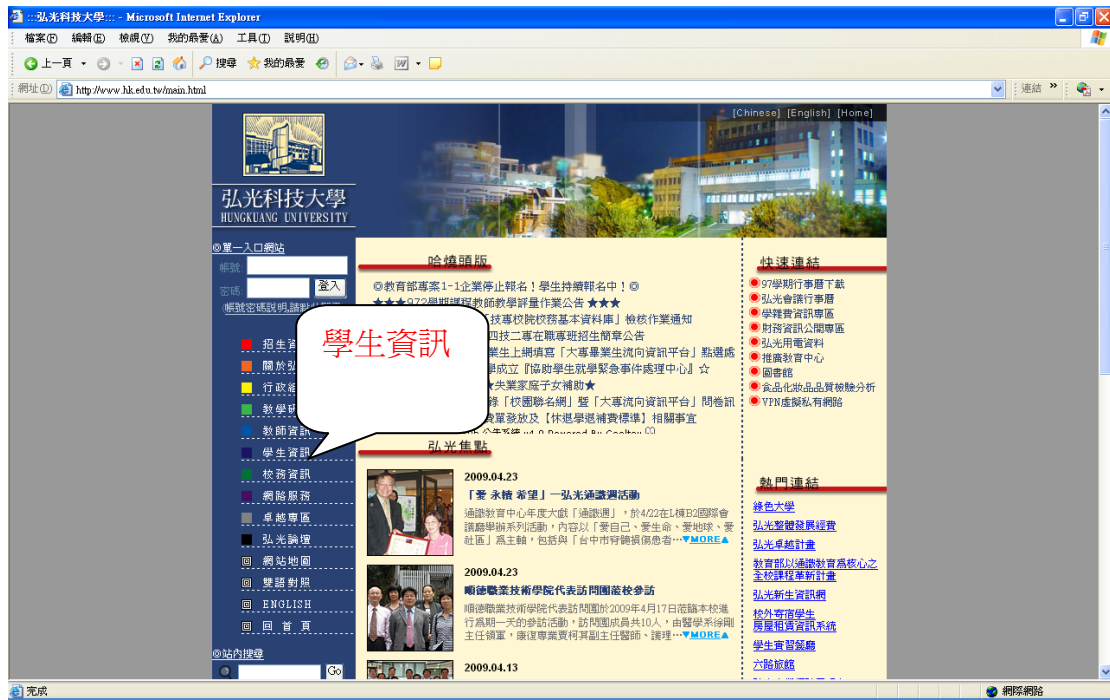 :::弘光科技大學::: - Microsoft Internet Explorer
檔案(F) 編輯(E) 檢視(V) 我的最愛(A) 工具(T) 說明(H)
上一頁 搜尋 我的最愛
網址(D) http://www.hk.edu.tw/main.html 連結
[Chinese] [English] [Home]
弘光科技大學
HUNGKUANG UNIVERSITY
◎單一入口網站
帳號
密碼 登入
招生資
關於弘
行政組
教學研
教師資訊
學生資訊
校務資訊
網路服務
卓越專區
弘光論壇
網站地圖
雙語對照
ENGLISH
回 首 頁
◎站內搜尋
Go
學生資訊
哈燒頭版
◎教育部專案1-1企業停止報名！學生持續報名中！◎
★★★972學期課程教師教學評量作業公告 ★★★
技專校院校務基本資料庫」檢核作業通知
四技二專在職專班招生簡章公告
業生上網填寫「大專畢業生流向資訊平台」點選處
學成立『協助學生就學緊急事件處理中心』☆
失業家庭子女補助★
錄「校園聯名網」暨「大專流向資訊平台」問卷訊
費單發放及【休退學退補費標準】相關事宜
弘光焦點
2009.04.23
「愛 永續 希望」—弘光通識週活動
通識教育中心年度大戲「通識週」，於4/22在L棟B2國際會
議廳舉辦系列活動，內容以「愛自己、愛生命、愛地球、愛
社區」為主軸，包括與「台中市脊髓損傷患者…▼MORE▲
2009.04.23
順德職業技術學院代表訪問團蒞校參訪
順德職業技術學院代表訪問團於2009年4月17日蒞臨本校進
行為期一天的參訪活動，訪問團成員共10人，由醫學系徐剛
主任領軍，康復專業賈柯其副主任醫師、護理…▼MORE▲
2009.04.13
快速連結
97學期行事曆下載
弘光會議行事曆
學雜費資訊專區
財務資訊公開專區
弘光用電資料
推廣教育中心
圖書館
食品化妝品品質檢驗分析
VPN虛擬私有網路
熱門連結
綠色大學
弘光整體發展經費
弘光卓越計畫
教育部以通識教育為核心之
全校課程革新計畫
弘光新生資訊網
校外寄宿學生
房屋租賃資訊系統
學生實習餐廳
六路旅館
完成 網際網路